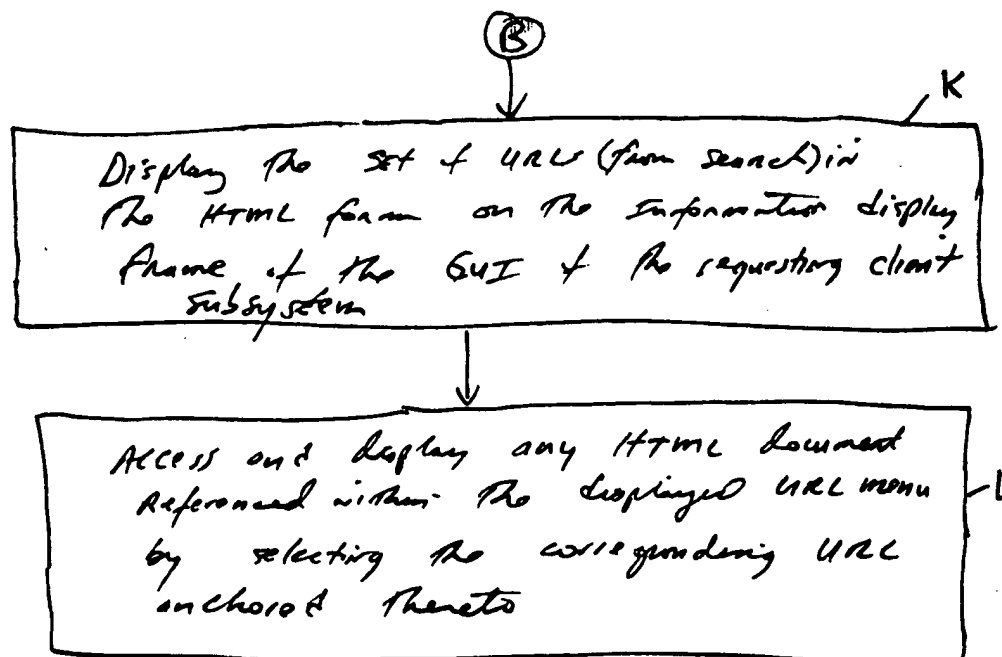 B
K
Display the set of URLs (from search) in
the HTML form on the Information display
frame of the GUI of the requesting client
subsystem
Access and display any HTML document
Referenced within the displayed URL menu
L
by selecting the corresponding URL
anchored thereto